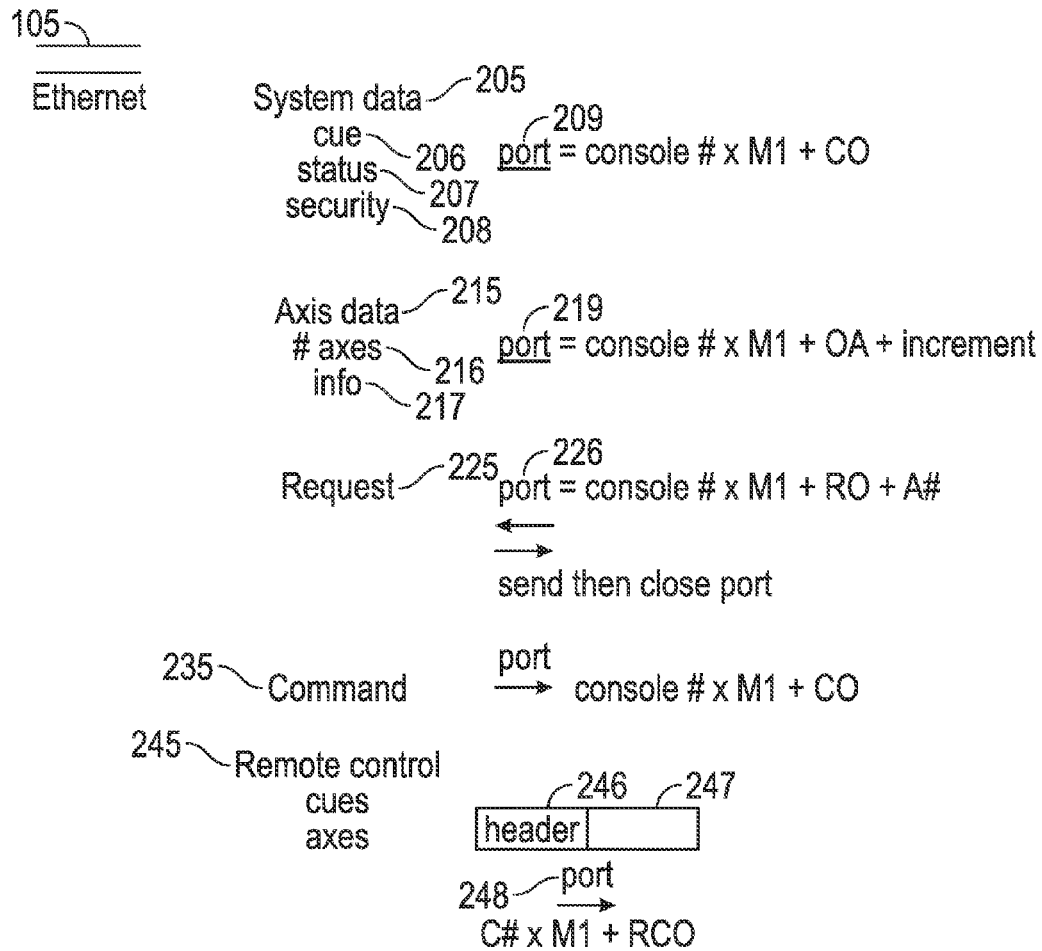 105
Ethernet
System data 205
cue 206
status 207
security 208
209
port = console # x M1 + CO
Axis data 215
# axes 216
info 217
219
port = console # x M1 + OA + increment
Request 225
226
port = console # x M1 + RO + A#
send then close port
235 Command
port
console # x M1 + CO
245 Remote control
cues
axes
246 247
header
248 port
C# x M1 + RCO